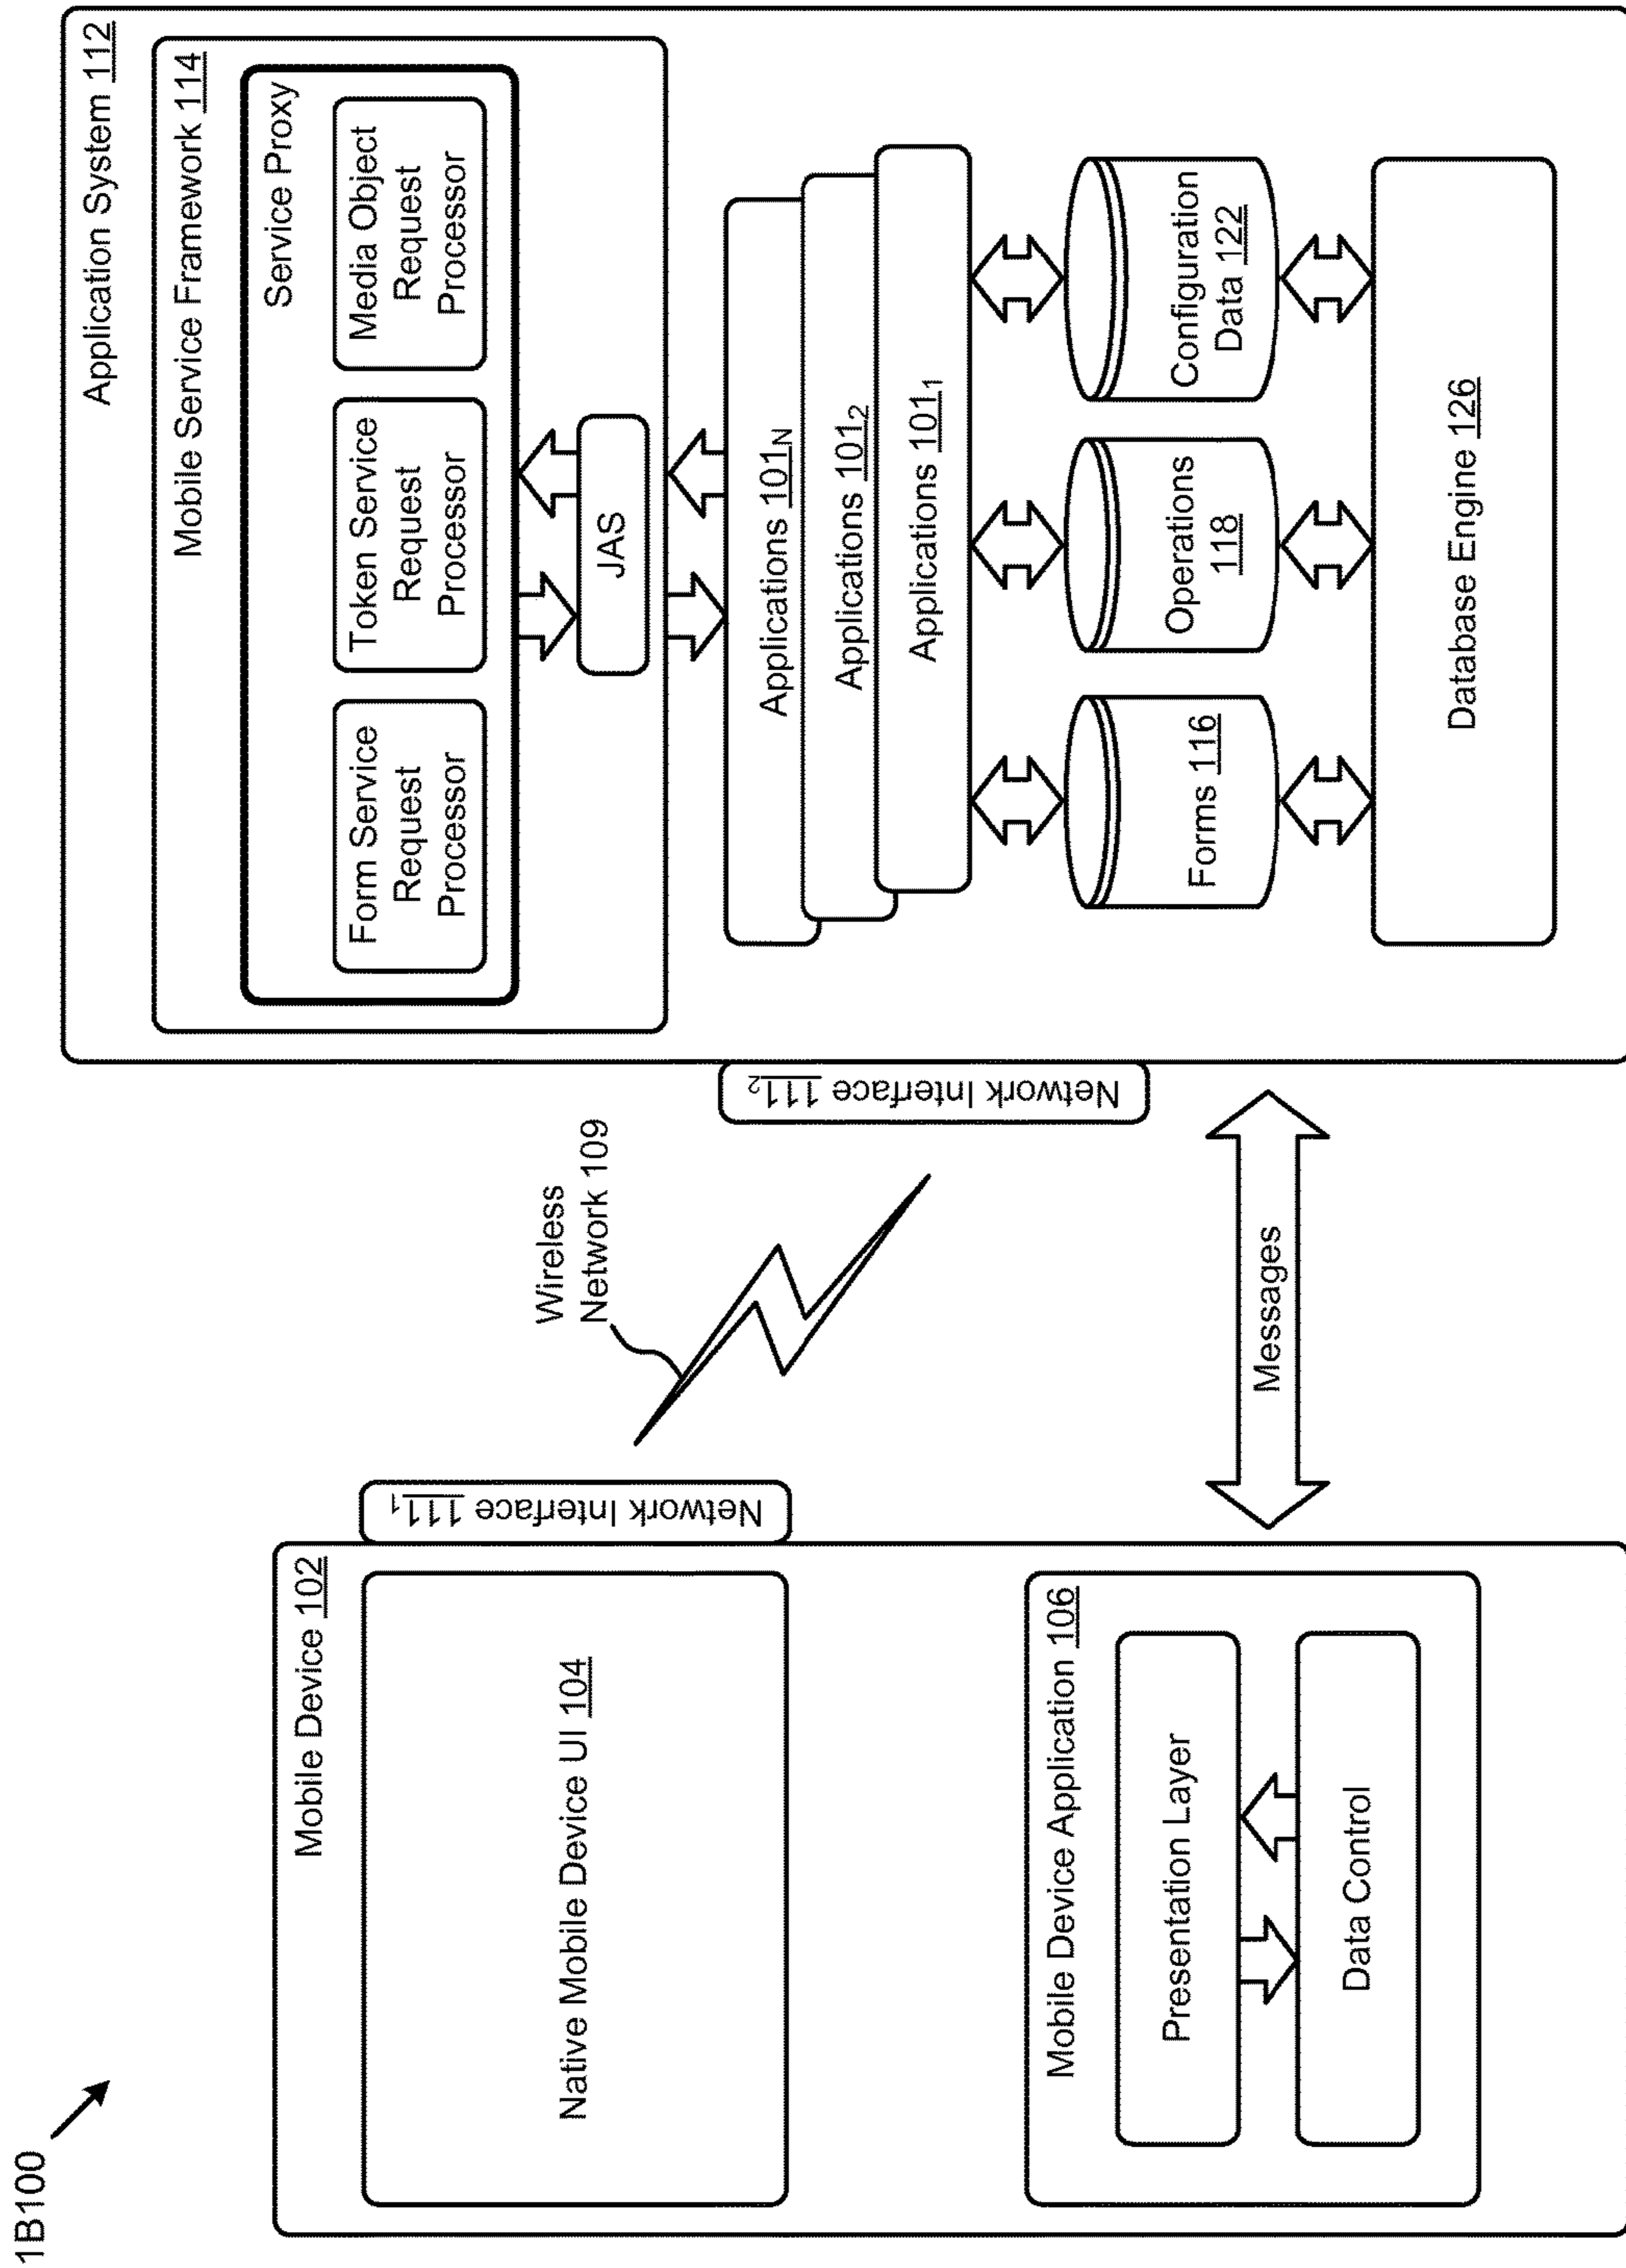 1B100
Mobile Device 102
Native Mobile Device UI 104
Mobile Device Application 106
Presentation Layer
Data Control
Network Interface 111₁
Wireless
Network 109
Messages
Network Interface 111₂
Application System 112
Mobile Service Framework 114
Service Proxy
Form Service
Request
Processor
Token Service
Request
Processor
Media Object
Request
Processor
JAS
Applications 101N
Applications 101₂
Applications 101₁
Forms 116
Operations
118
Configuration
Data 122
Database Engine 126